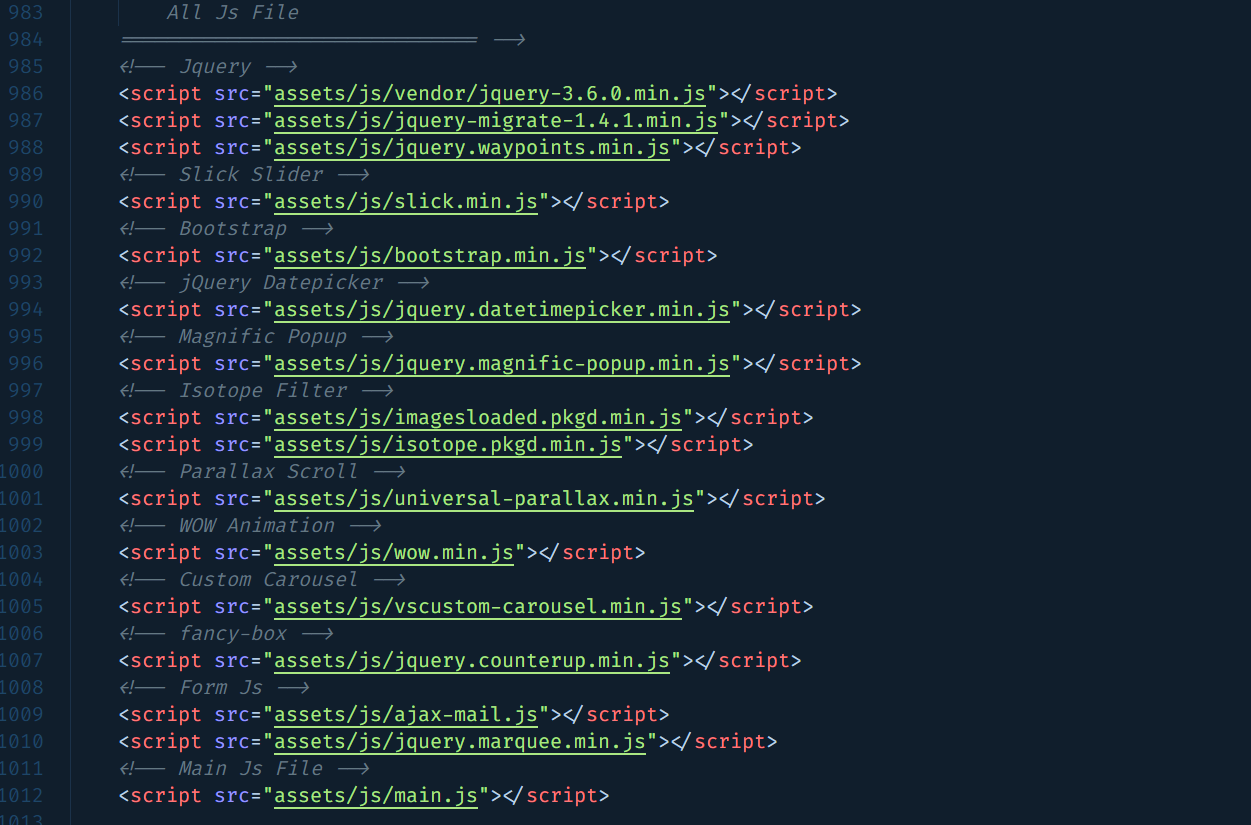 983 All Js File
984 ============================== -->
985 <!-- Jquery -->
986 <script src="assets/js/vendor/jquery-3.6.0.min.js"></script>
987 <script src="assets/js/jquery-migrate-1.4.1.min.js"></script>
988 <script src="assets/js/jquery.waypoints.min.js"></script>
989 <!-- Slick Slider -->
990 <script src="assets/js/slick.min.js"></script>
991 <!-- Bootstrap -->
992 <script src="assets/js/bootstrap.min.js"></script>
993 <!-- jQuery Datepicker -->
994 <script src="assets/js/jquery.datetimepicker.min.js"></script>
995 <!-- Magnific Popup -->
996 <script src="assets/js/jquery.magnific-popup.min.js"></script>
997 <!-- Isotope Filter -->
998 <script src="assets/js/imagesloaded.pkgd.min.js"></script>
999 <script src="assets/js/isotope.pkgd.min.js"></script>
1000 <!-- Parallax Scroll -->
1001 <script src="assets/js/universal-parallax.min.js"></script>
1002 <!-- WOW Animation -->
1003 <script src="assets/js/wow.min.js"></script>
1004 <!-- Custom Carousel -->
1005 <script src="assets/js/vscustom-carousel.min.js"></script>
1006 <!-- fancy-box -->
1007 <script src="assets/js/jquery.counterup.min.js"></script>
1008 <!-- Form Js -->
1009 <script src="assets/js/ajax-mail.js"></script>
1010 <script src="assets/js/jquery.marquee.min.js"></script>
1011 <!-- Main Js File -->
1012 <script src="assets/js/main.js"></script>
1013